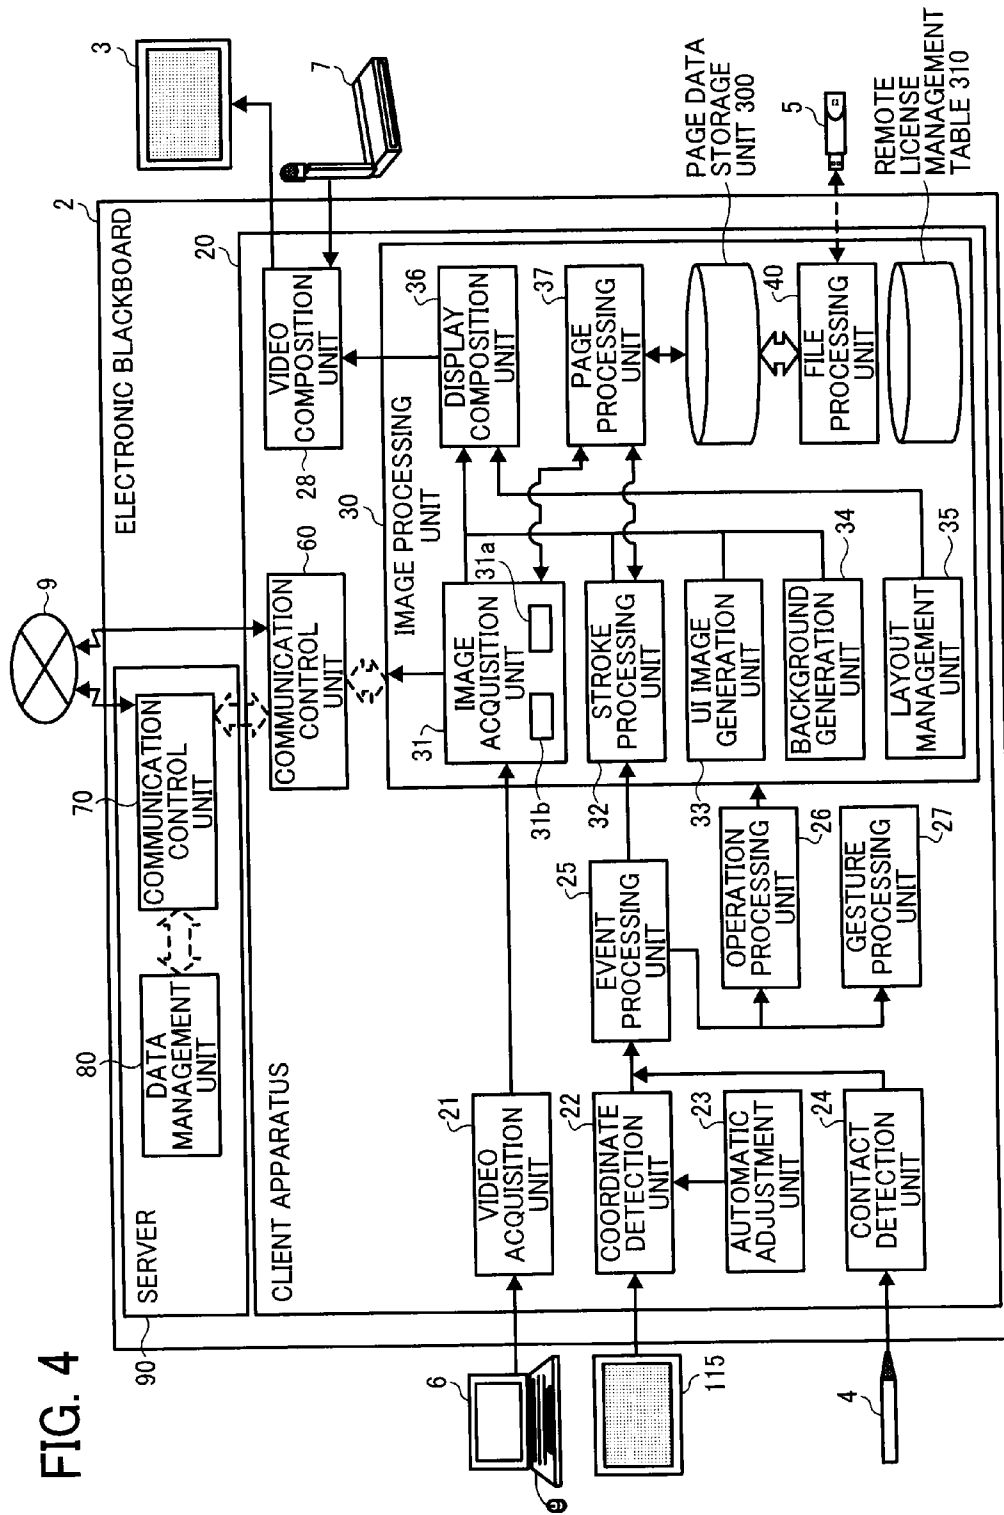 FIG. 4
ELECTRONIC BLACKBOARD
2
9
3
7
SERVER
90
80
DATA
MANAGEMENT
UNIT
70
COMMUNICATION
CONTROL
UNIT
CLIENT APPARATUS
20
60
COMMUNICATION
CONTROL
UNIT
VIDEO
COMPOSITION
UNIT
28
30
IMAGE PROCESSING
UNIT
6
21
VIDEO
ACQUISITION
UNIT
31
IMAGE
ACQUISITION
UNIT
31b
31a
36
DISPLAY
COMPOSITION
UNIT
115
22
COORDINATE
DETECTION
UNIT
25
EVENT
PROCESSING
UNIT
32
STROKE
PROCESSING
UNIT
37
PAGE
PROCESSING
UNIT
23
AUTOMATIC
ADJUSTMENT
UNIT
26
OPERATION
PROCESSING
UNIT
33
UI IMAGE
GENERATION
UNIT
PAGE DATA
STORAGE
UNIT 300
4
24
CONTACT
DETECTION
UNIT
27
GESTURE
PROCESSING
UNIT
34
BACKGROUND
GENERATION
UNIT
40
FILE
PROCESSING
UNIT
5
35
LAYOUT
MANAGEMENT
UNIT
REMOTE
LICENSE
MANAGEMENT
TABLE 310